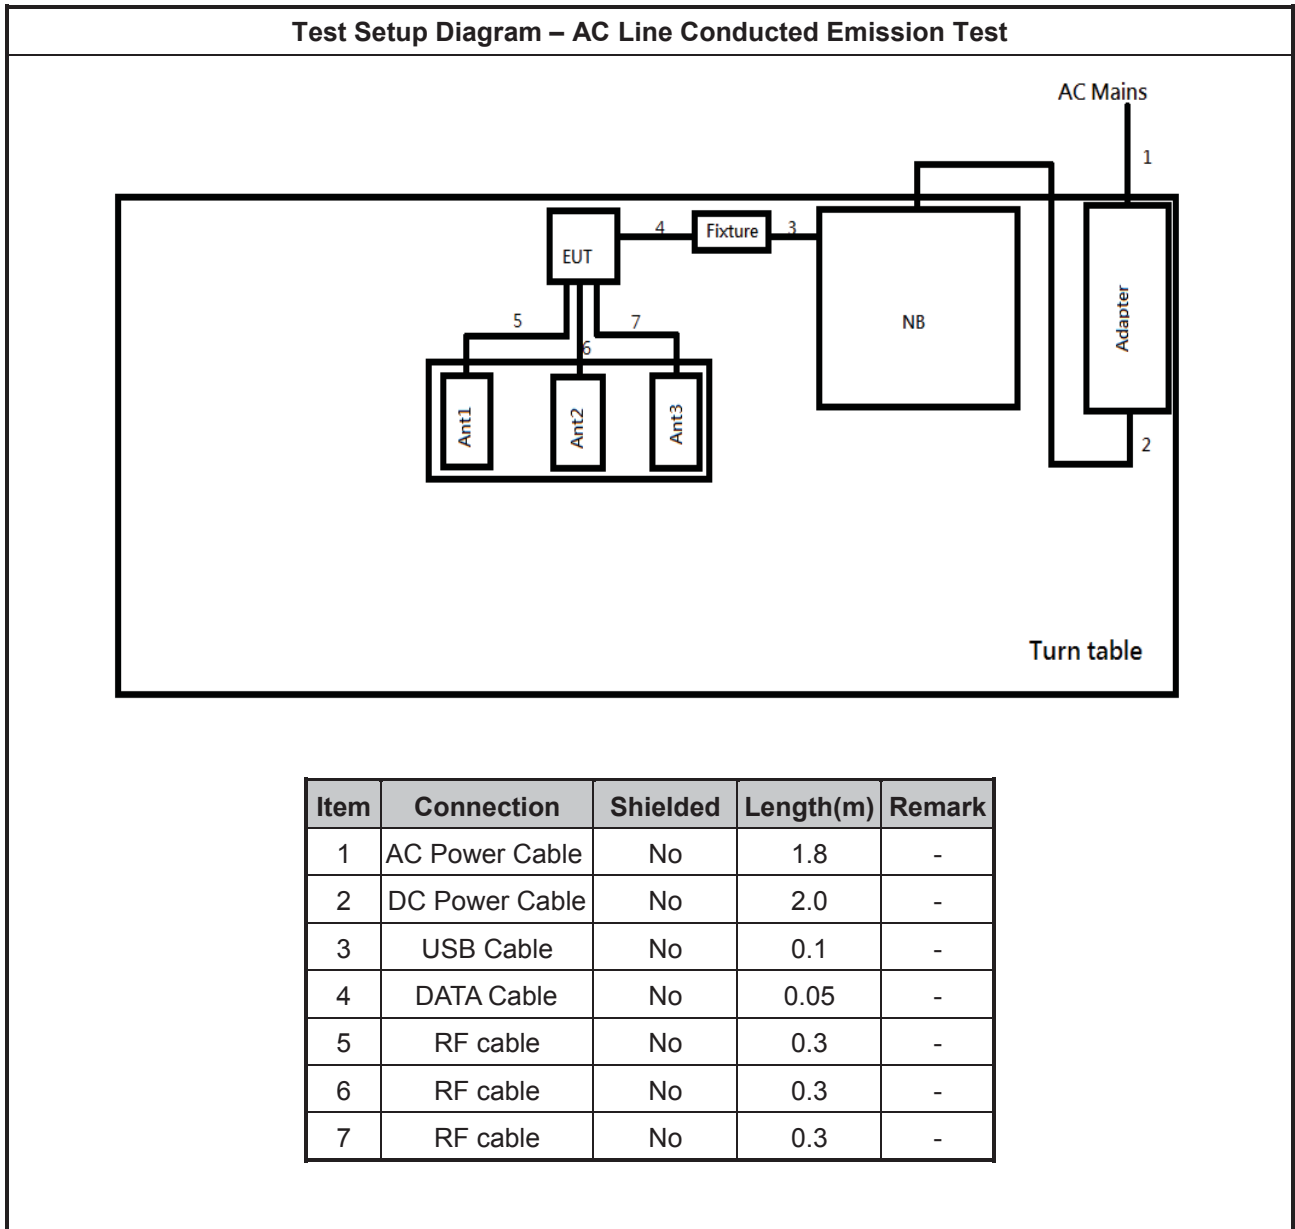 Test Setup Diagram – AC Line Conducted Emission Test
AC Mains
1
4
Fixture
3
EUT
Adapter
5
7
NB
6
Ant1
Ant2
Ant3
2
Turn table
Item Connection Shielded Length(m) Remark
1 AC Power Cable No 1.8 -
2 DC Power Cable No 2.0 -
3 USB Cable No 0.1 -
4 DATA Cable No 0.05 -
5 RF cable No 0.3 -
6 RF cable No 0.3 -
7 RF cable No 0.3 -